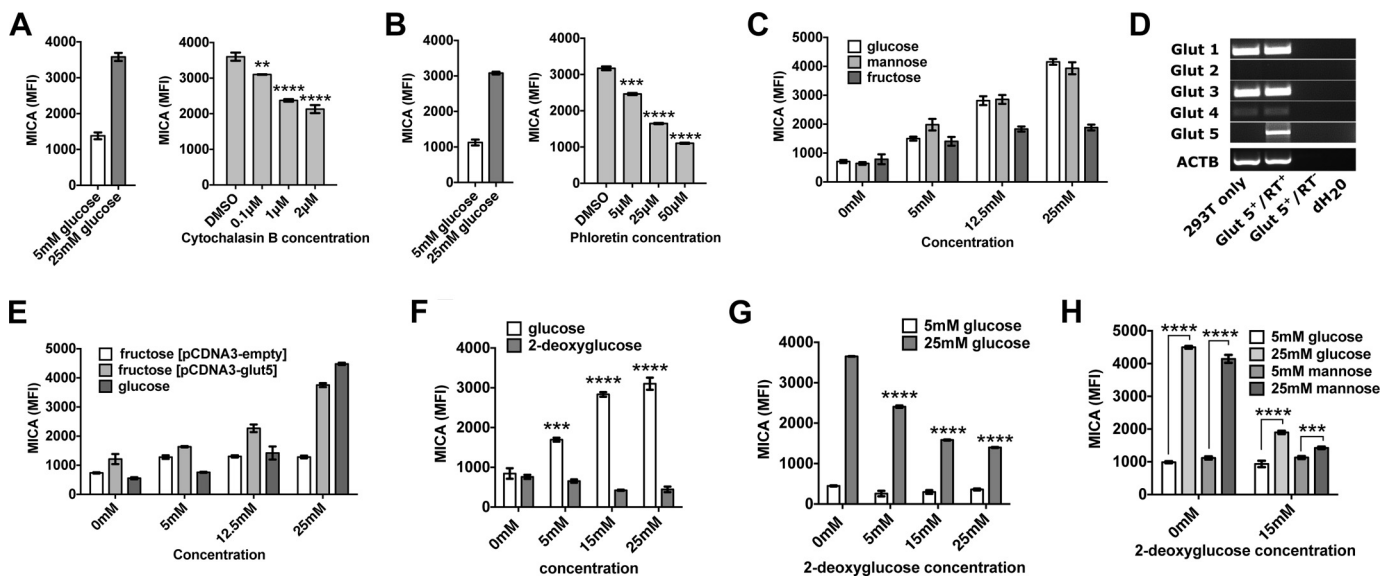 A
MICA (MFI)
4000
3000
2000
1000
0
5mM glucose
25mM glucose
MICA (MFI)
4000
3000
2000
1000
0
**
****
****
DMSO
0.1µM
1µM
2µM
Cytochalasin B concentration
B
MICA (MFI)
4000
3000
2000
1000
0
5mM glucose
25mM glucose
MICA (MFI)
4000
3000
2000
1000
0
***
****
****
DMSO
5µM
25µM
50µM
Phloretin concentration
C
MICA (MFI)
5000
4000
3000
2000
1000
0
glucose
mannose
fructose
0mM
5mM
12.5mM
25mM
Concentration
D
Glut 1
Glut 2
Glut 3
Glut 4
Glut 5
ACTB
293T only
Glut 5+/RT+
Glut 5+/RT-
dH20
E
MICA (MFI)
5000
4000
3000
2000
1000
0
fructose [pCDNA3-empty]
fructose [pCDNA3-glut5]
glucose
0mM
5mM
12.5mM
25mM
Concentration
F
MICA (MFI)
4000
3000
2000
1000
0
glucose
2-deoxyglucose
***
****
****
0mM
5mM
15mM
25mM
concentration
G
MICA (MFI)
4000
3000
2000
1000
0
5mM glucose
25mM glucose
****
****
****
0mM
5mM
15mM
25mM
2-deoxyglucose concentration
H
MICA (MFI)
5000
4000
3000
2000
1000
0
5mM glucose
25mM glucose
5mM mannose
25mM mannose
****
****
****
***
0mM
15mM
2-deoxyglucose concentration